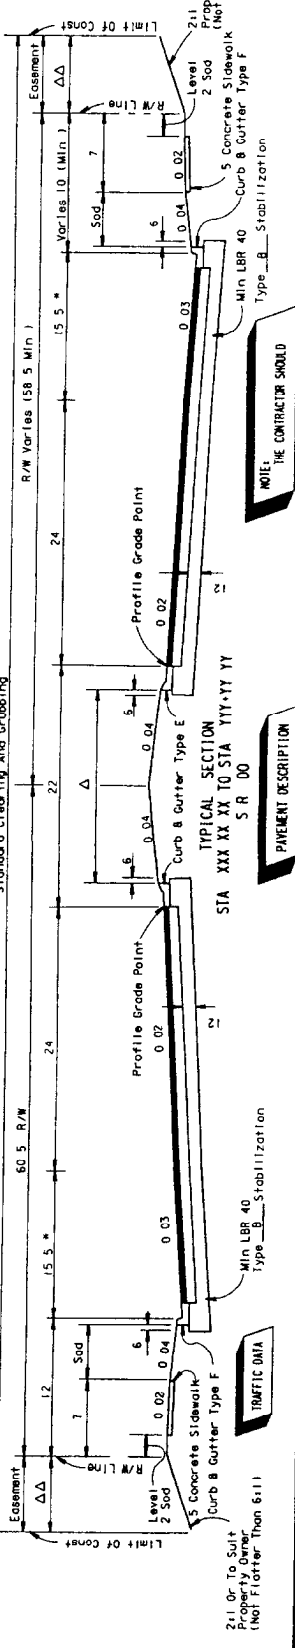 Limit Of Const
Easement
ΔΔ
R/W Line
Standard Clearing And Grubbing
60 5 R/W
R/W Varies (58 5 Min )
12
15 5 *
24
22
24
15 5 *
Varies 10 (Min )
Easement
ΔΔ
R/W Line
Limit Of Const
7
Sod
6
6
Δ
6
6
Sod
7
Level
2 Sod
0 02
0 04
0 03
0 02
0 04
0 04
0 02
0 03
0 04
0 02
Level
2 Sod
2:1
Prop
(Not
5 Concrete Sidewalk
Curb & Gutter Type F
Profile Grade Point
Curb & Gutter Type E
Profile Grade Point
5 Concrete Sidewalk
Curb & Gutter Type F
2:1 Or To Suit
Property Owner
(Not Flatter Than 6:1)
12
12
Min LBR 40
Type B Stabilization
Min LBR 40
Type B Stabilization
TYPICAL SECTION
STA XXX XX XX TO STA YYY+YY YY
S R 00
TRAFFIC DATA
PAVEMENT DESCRIPTION
NOTE:
THE CONTRACTOR SHOULD